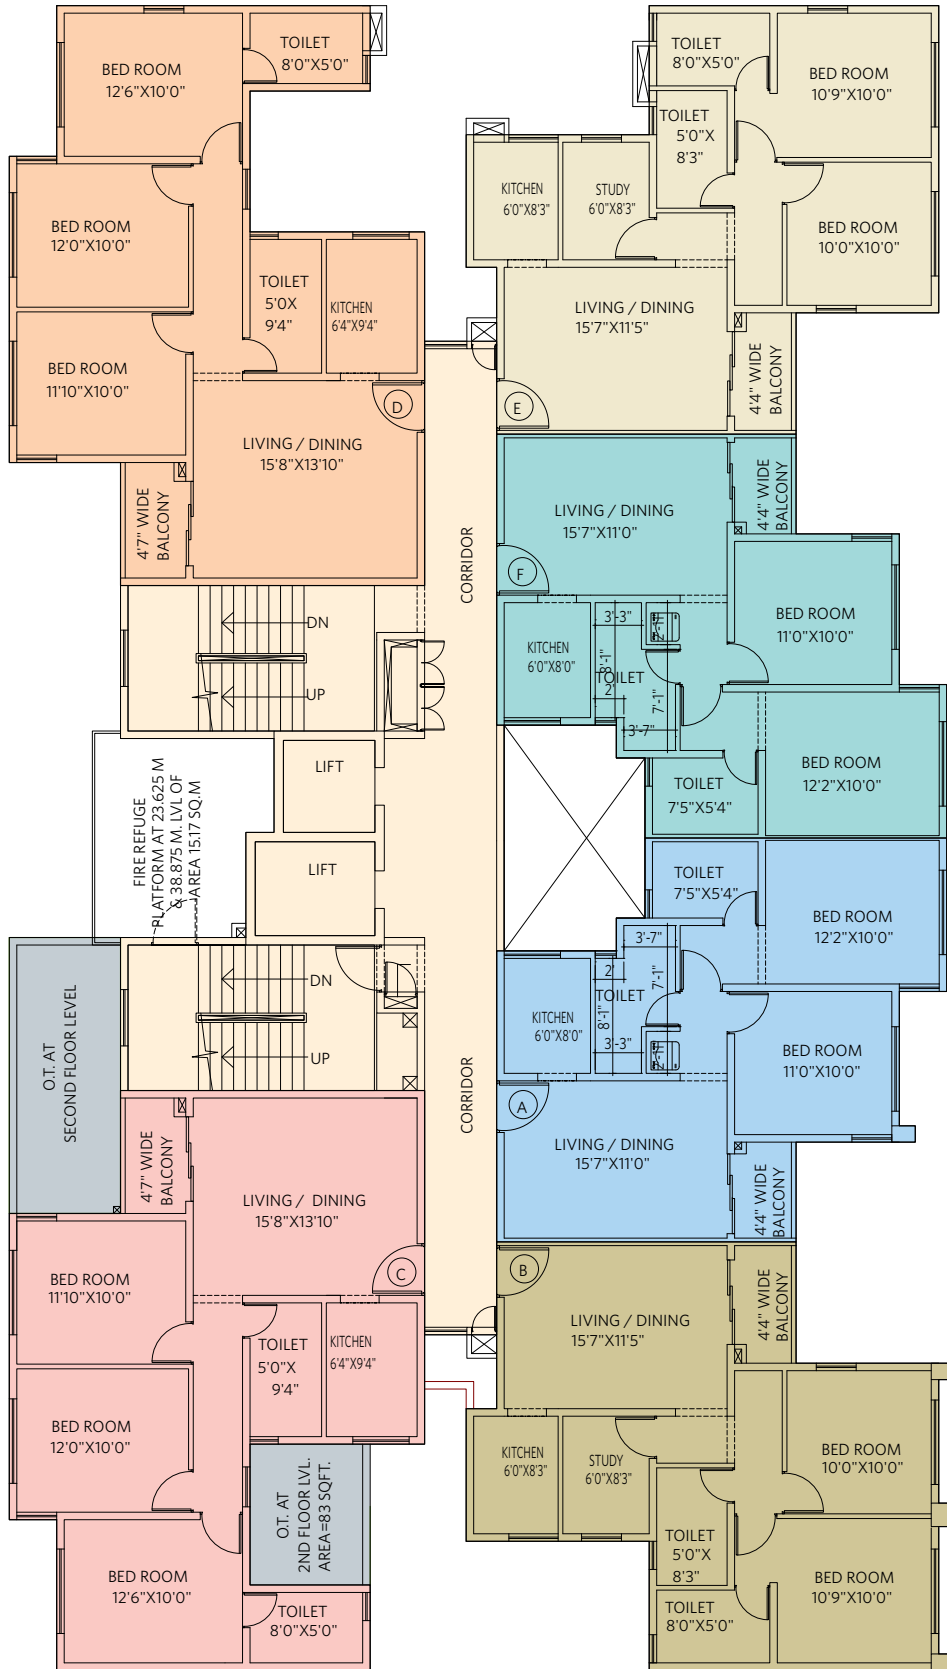 BED ROOM
12'6"X10'0"
TOILET
8'0"X5'0"
BED ROOM
12'0"X10'0"
TOILET
5'0X
9'4"
KITCHEN
6'4"X9'4"
BED ROOM
11'10"X10'0"
D
LIVING / DINING
15'8"X13'10"
4'7" WIDE
BALCONY
TOILET
8'0"X5'0"
BED ROOM
10'9"X10'0"
TOILET
5'0"X
8'3"
KITCHEN
6'0"X8'3"
STUDY
6'0"X8'3"
BED ROOM
10'0"X10'0"
LIVING / DINING
15'7"X11'5"
4'4" WIDE
BALCONY
E
CORRIDOR
LIVING / DINING
15'7"X11'0"
4'4" WIDE
BALCONY
F
BED ROOM
11'0"X10'0"
KITCHEN
6'0"X8'0"
3'-3"
2'-11"
8'-1"
TOILET
2'
7'-1"
3'-7"
BED ROOM
12'2"X10'0"
TOILET
7'5"X5'4"
DN
UP
LIFT
LIFT
FIRE REFUGE
PLATFORM AT 23.625 M
& 38.875 M. LVL OF
AREA 15.17 SQ.M
DN
UP
O.T. AT
SECOND FLOOR LEVEL
TOILET
7'5"X5'4"
BED ROOM
12'2"X10'0"
3'-7"
2'
7'-1"
TOILET
8'-1"
3'-3"
2'-11"
KITCHEN
6'0"X8'0"
BED ROOM
11'0"X10'0"
A
CORRIDOR
LIVING / DINING
15'7"X11'0"
4'4" WIDE
BALCONY
4'7" WIDE
BALCONY
LIVING / DINING
15'8"X13'10"
C
BED ROOM
11'10"X10'0"
TOILET
5'0"X
9'4"
KITCHEN
6'4"X9'4"
BED ROOM
12'0"X10'0"
O.T. AT
2ND FLOOR LVL.
AREA=83 SQFT.
BED ROOM
12'6"X10'0"
TOILET
8'0"X5'0"
B
LIVING / DINING
15'7"X11'5"
4'4" WIDE
BALCONY
KITCHEN
6'0"X8'3"
STUDY
6'0"X8'3"
BED ROOM
10'0"X10'0"
TOILET
5'0"X
8'3"
TOILET
8'0"X5'0"
BED ROOM
10'9"X10'0"